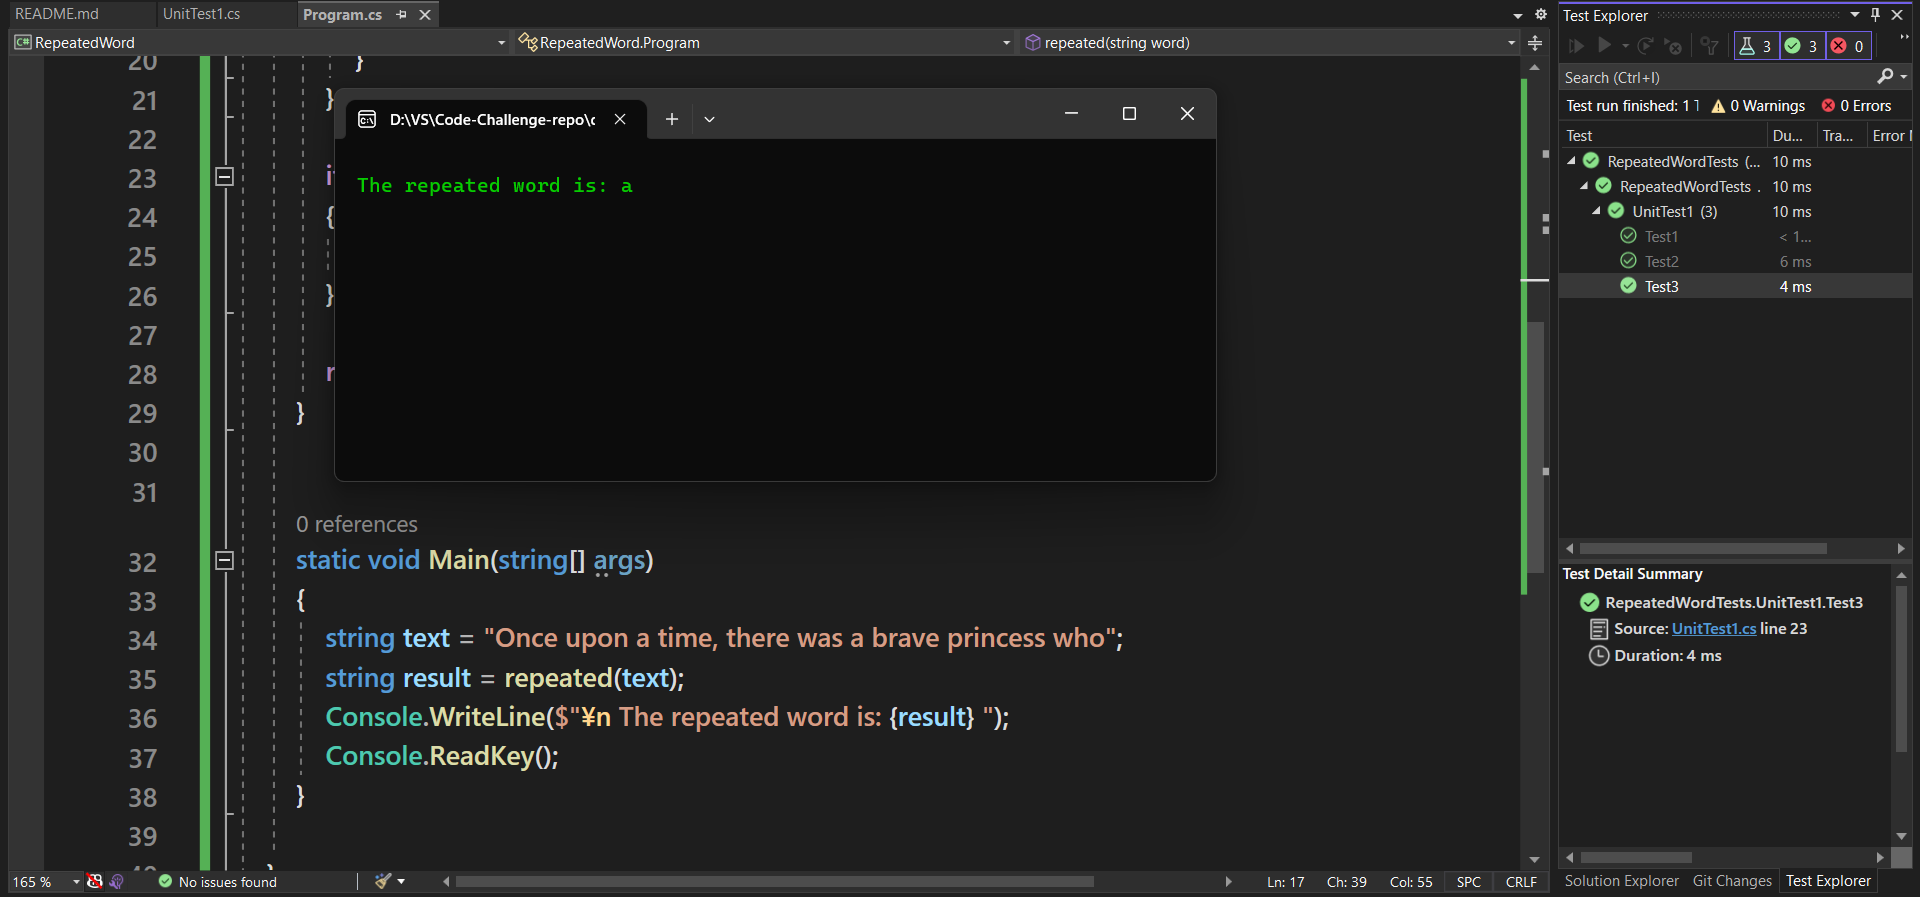 README.md
UnitTest1.cs
Program.cs
RepeatedWord
RepeatedWord.Program
repeated(string word)
20 }
21 }
22
23
24 {
25
26 }
27
28
29 }
30
31
D:\VS\Code-Challenge-repo\
The repeated word is: a
0 references
32 static void Main(string[] args)
33 {
34 string text = "Once upon a time, there was a brave princess who";
35 string result = repeated(text);
36 Console.WriteLine($"¥n The repeated word is: {result} ");
37 Console.ReadKey();
38 }
39
165 %
No issues found
Ln: 17 Ch: 39 Col: 55 SPC CRLF
Test Explorer
3 3 0
Search (Ctrl+I)
Test run finished: 1 0 Warnings 0 Errors
Test Du... Tra... Error
RepeatedWordTests (... 10 ms
RepeatedWordTests . 10 ms
UnitTest1 (3) 10 ms
Test1 < 1...
Test2 6 ms
Test3 4 ms
Test Detail Summary
RepeatedWordTests.UnitTest1.Test3
Source: UnitTest1.cs line 23
Duration: 4 ms
Solution Explorer Git Changes Test Explorer